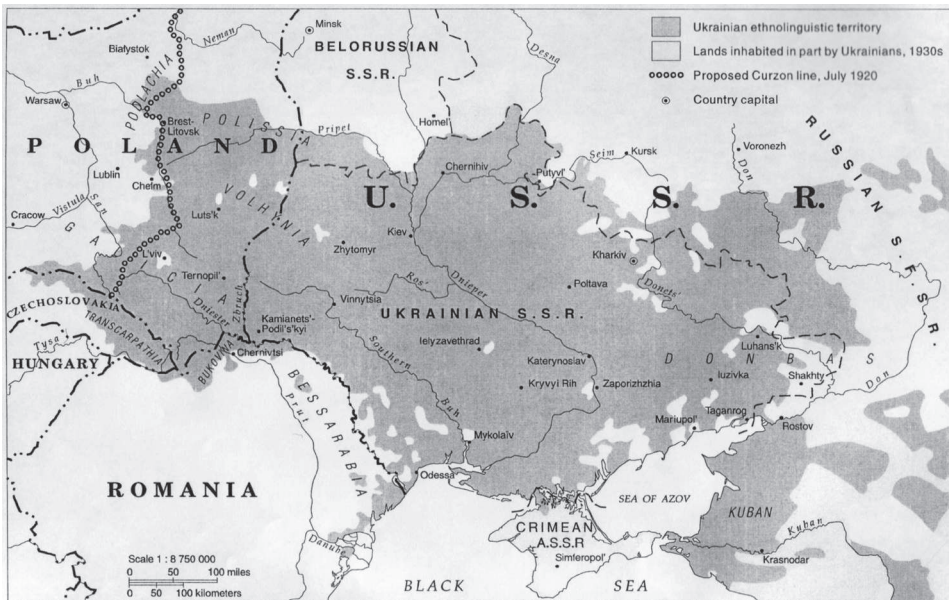 Ukrainian ethnolinguistic territory
Lands inhabited in part by Ukrainians, 1930s
Proposed Curzon line, July 1920
Country capital
Minsk
Neman
BELORUSSIAN
S.S.R.
Desna
Białystok
PODLACHIA
Buh
Warsaw
Brest-
Litovsk
POLISSIA
Pripet
Homel'
POLAND
Lublin
Chełm
Chernihiv
Putyvl'
Seim
Kursk
Voronezh
Don
RUSSIAN S.F.S.R.
U.S.S.R.
Cracow
Vistula
San
Luts'k
VOLHINIA
Kiev
Zhytomyr
Kharkiv
GALICIA
L'viv
Ternopil'
Zbruch
Ros'
Dnieper
Poltava
Donets'
CZECHOSLOVAKIA
Dniester
Vinnytsia
UKRAINIAN S.S.R.
TRANSCARPATHIA
Kamianets'-
Podil's'kyi
Tysa
HUNGARY
BUKOVINA
Chernivtsi
Southern
Buh
Ielyzavethrad
Katerynoslav
Luhans'k
DONBAS
Iuzivka
Shakhty
Don
Kryvyi Rih
Zaporizhzhia
Prut
BESSARABIA
Mariupol'
Taganrog
Rostov
Mykolaïv
ROMANIA
Odessa
SEA OF AZOV
KUBAN
CRIMEAN
A.S.S.R
Kuban
Krasnodar
Simferopol'
Danube
BLACK SEA
Scale 1 : 8 750 000
0 50 100 miles
0 50 100 kilometers